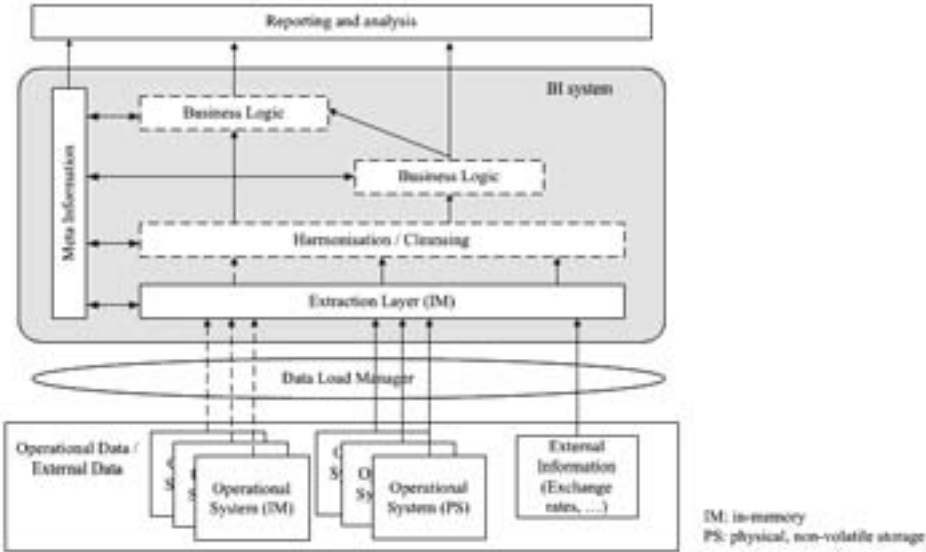 Reporting and analysis
BI system
Meta Information
Business Logic
Business Logic
Harmonisation / Cleansing
Extraction Layer (IM)
Data Load Manager
Operational Data /
External Data
Operational
System (IM)
Operational
System (PS)
External
Information
(Exchange
rates, …)
IM: in-memory
PS: physical, non-volatile storage